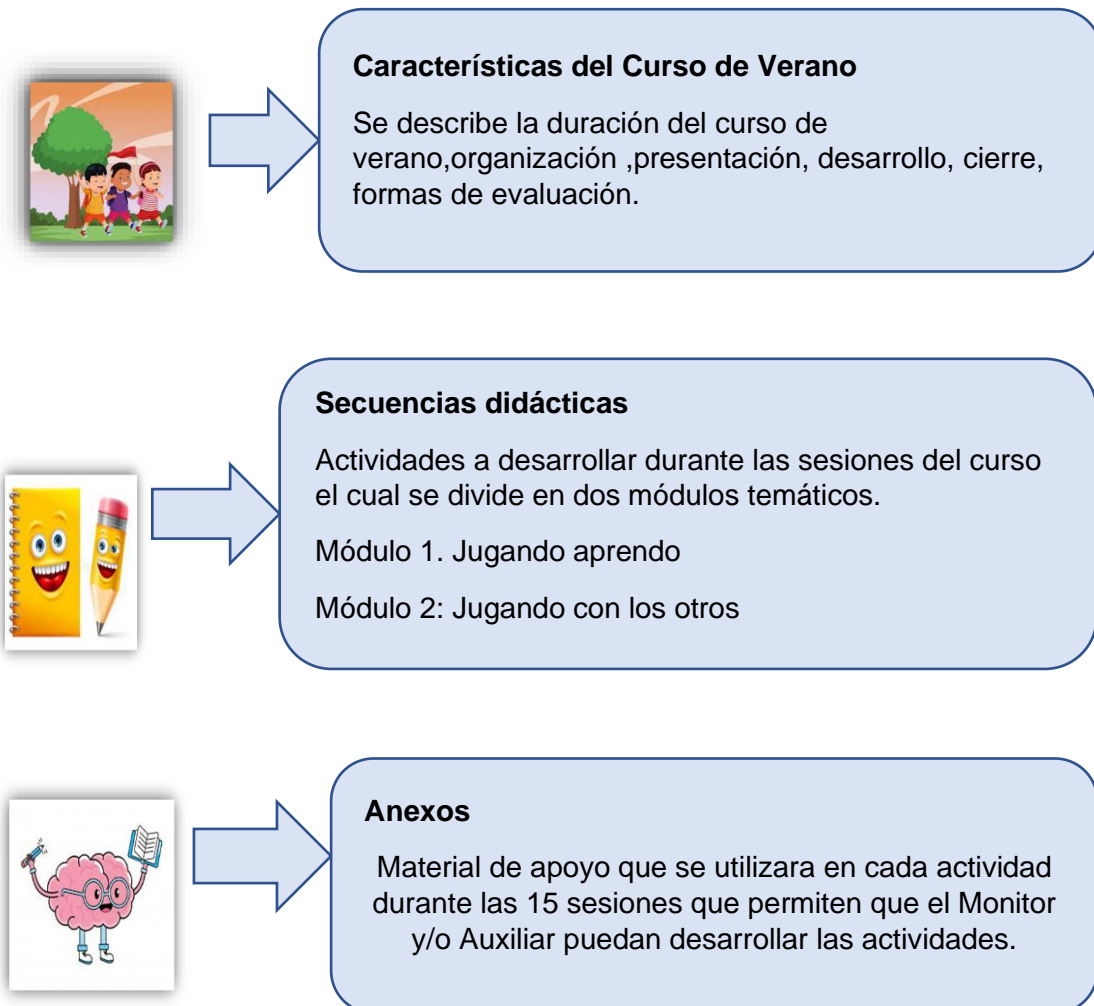 Características del Curso de Verano
Se describe la duración del curso de
verano,organización ,presentación, desarrollo, cierre,
formas de evaluación.
Secuencias didácticas
Actividades a desarrollar durante las sesiones del curso
el cual se divide en dos módulos temáticos.
Módulo 1. Jugando aprendo
Módulo 2: Jugando con los otros
Anexos
Material de apoyo que se utilizara en cada actividad
durante las 15 sesiones que permiten que el Monitor
y/o Auxiliar puedan desarrollar las actividades.